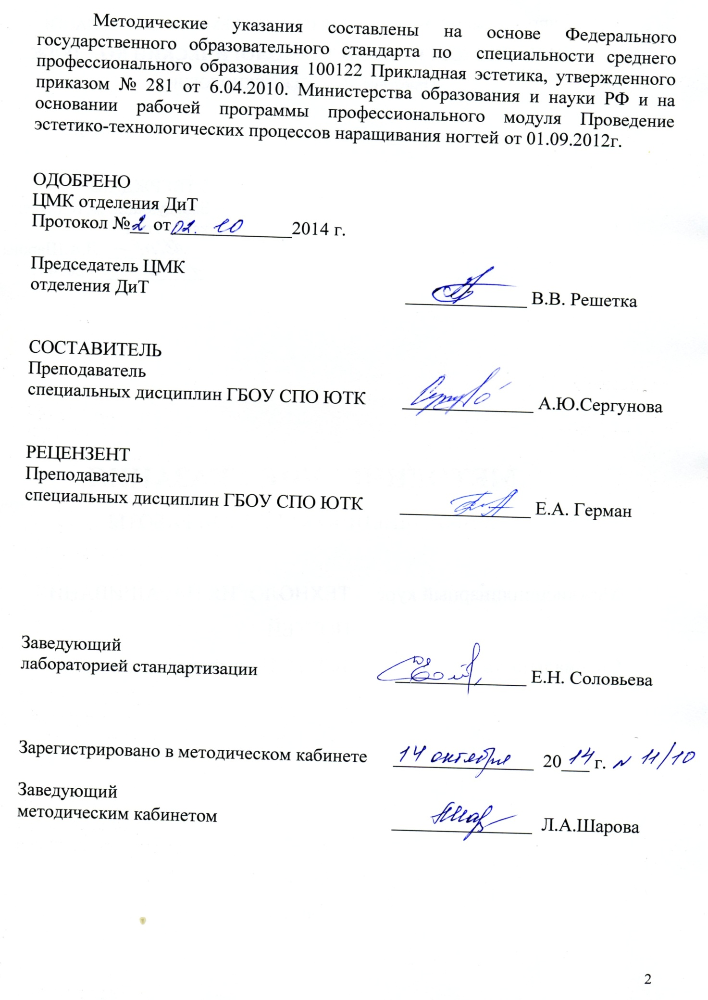 Методические указания составлены на основе Федерального
государственного образовательного стандарта по специальности среднего
профессионального образования 100122 Прикладная эстетика, утвержденного
приказом № 281 от 6.04.2010. Министерства образования и науки РФ и на
основании рабочей программы профессионального модуля Проведение
эстетико-технологических процессов наращивания ногтей от 01.09.2012г.
ОДОБРЕНО
ЦМК отделения ДиТ
Протокол № 2 от 02. 10 2014 г.
Председатель ЦМК
отделения ДиТ
В.В. Решетка
СОСТАВИТЕЛЬ
Преподаватель
специальных дисциплин ГБОУ СПО ЮТК
А.Ю.Сергунова
РЕЦЕНЗЕНТ
Преподаватель
специальных дисциплин ГБОУ СПО ЮТК
Е.А. Герман
Заведующий
лабораторией стандартизации
Е.Н. Соловьева
Зарегистрировано в методическом кабинете 14 октября 2014 г. № 11/10
Заведующий
методическим кабинетом
Л.А.Шарова
2